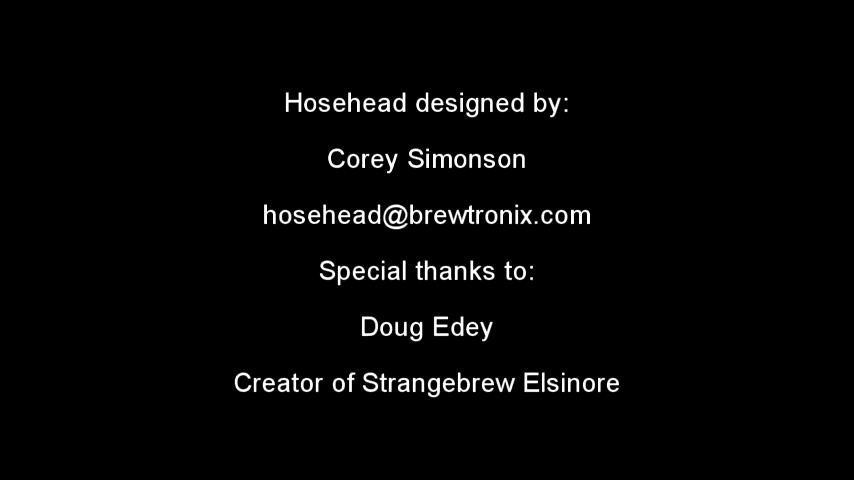 Hosehead designed by:
Corey Simonson
hosehead@brewtronix.com
Special thanks to:
Doug Edey
Creator of Strangebrew Elsinore